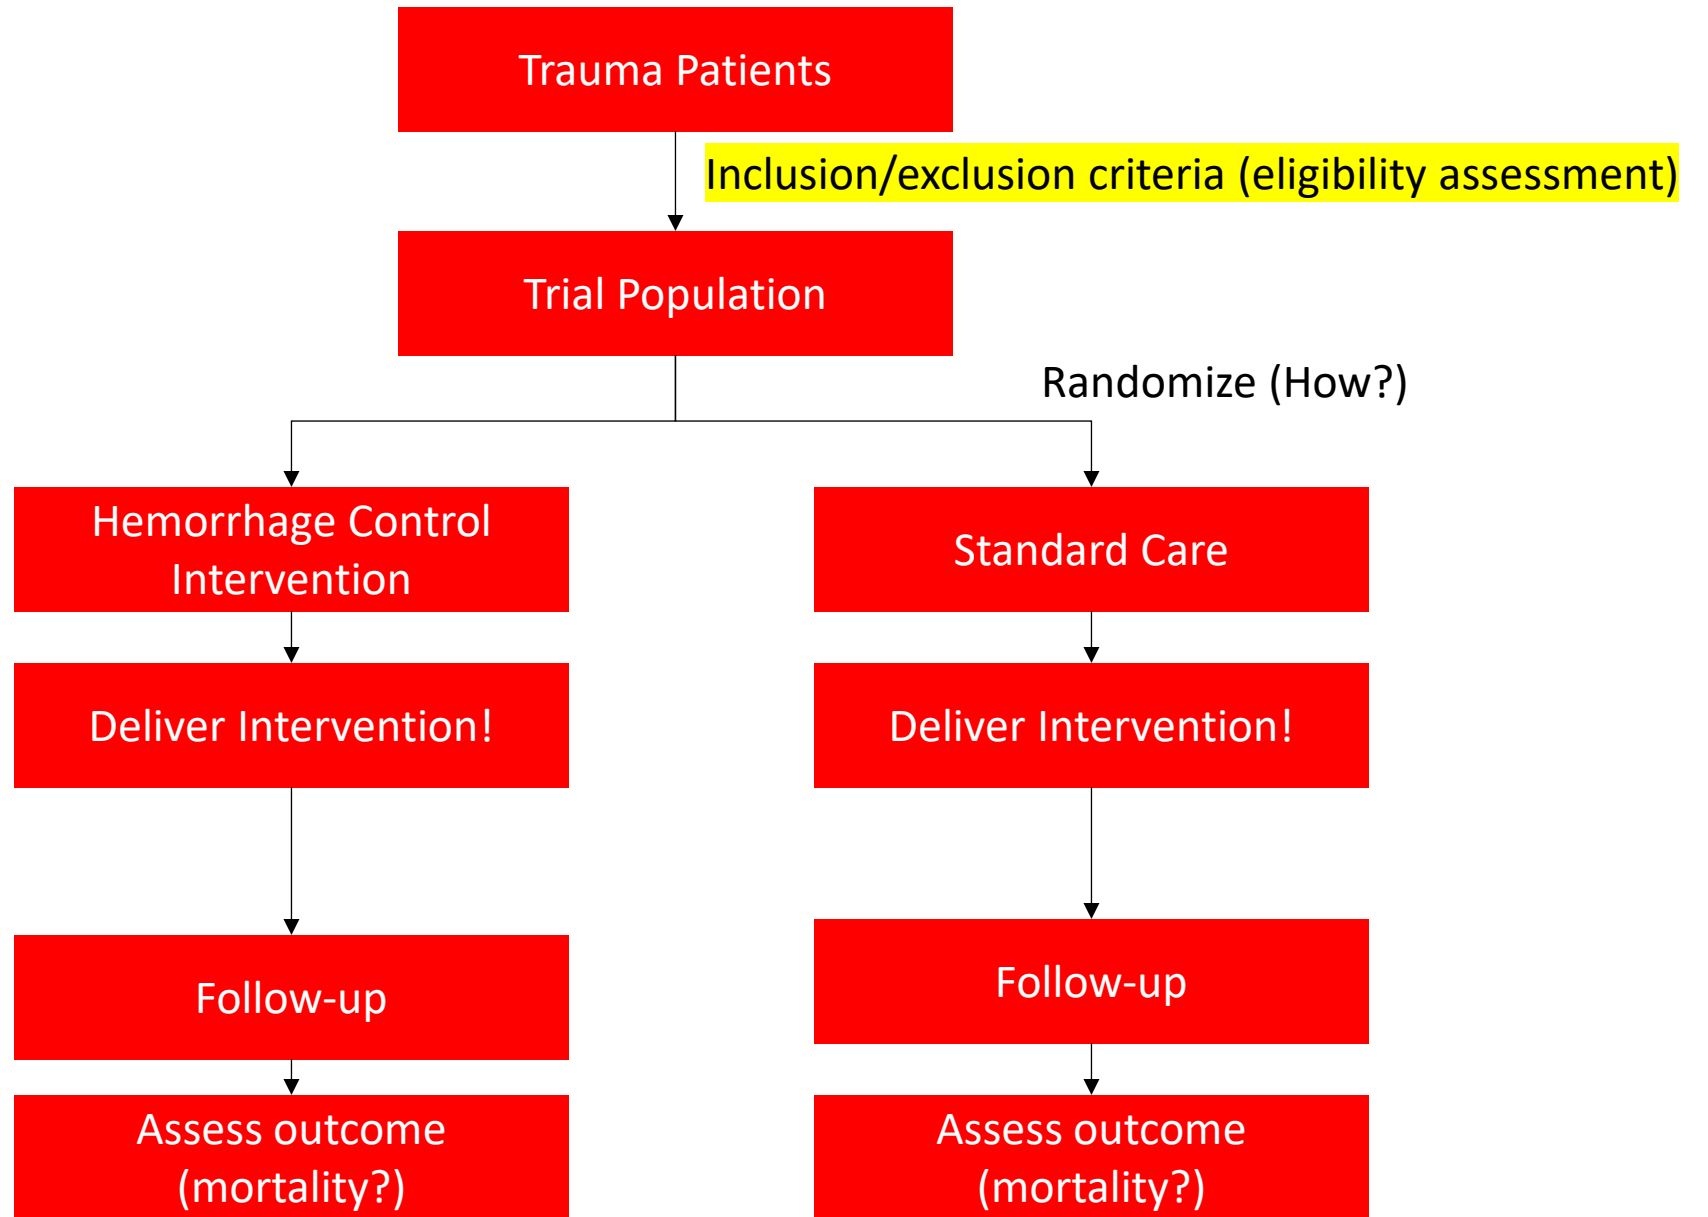 Trauma Patients
Inclusion/exclusion criteria (eligibility assessment)
Trial Population
Randomize (How?)
Hemorrhage Control
Intervention
Standard Care
Deliver Intervention!
Deliver Intervention!
Follow-up
Follow-up
Assess outcome
(mortality?)
Assess outcome
(mortality?)